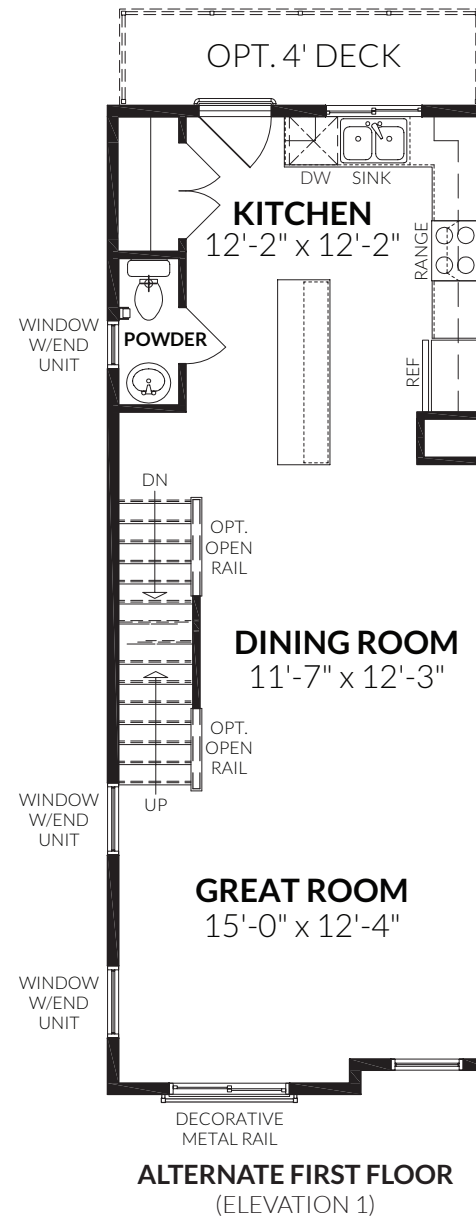 OPT. 4' DECK
DW SINK
KITCHEN
12'-2" x 12'-2"
RANGE
WINDOW
W/END
UNIT
POWDER
REF
DN
OPT.
OPEN
RAIL
DINING ROOM
11'-7" x 12'-3"
OPT.
OPEN
RAIL
UP
WINDOW
W/END
UNIT
GREAT ROOM
15'-0" x 12'-4"
WINDOW
W/END
UNIT
DECORATIVE
METAL RAIL
ALTERNATE FIRST FLOOR
(ELEVATION 1)